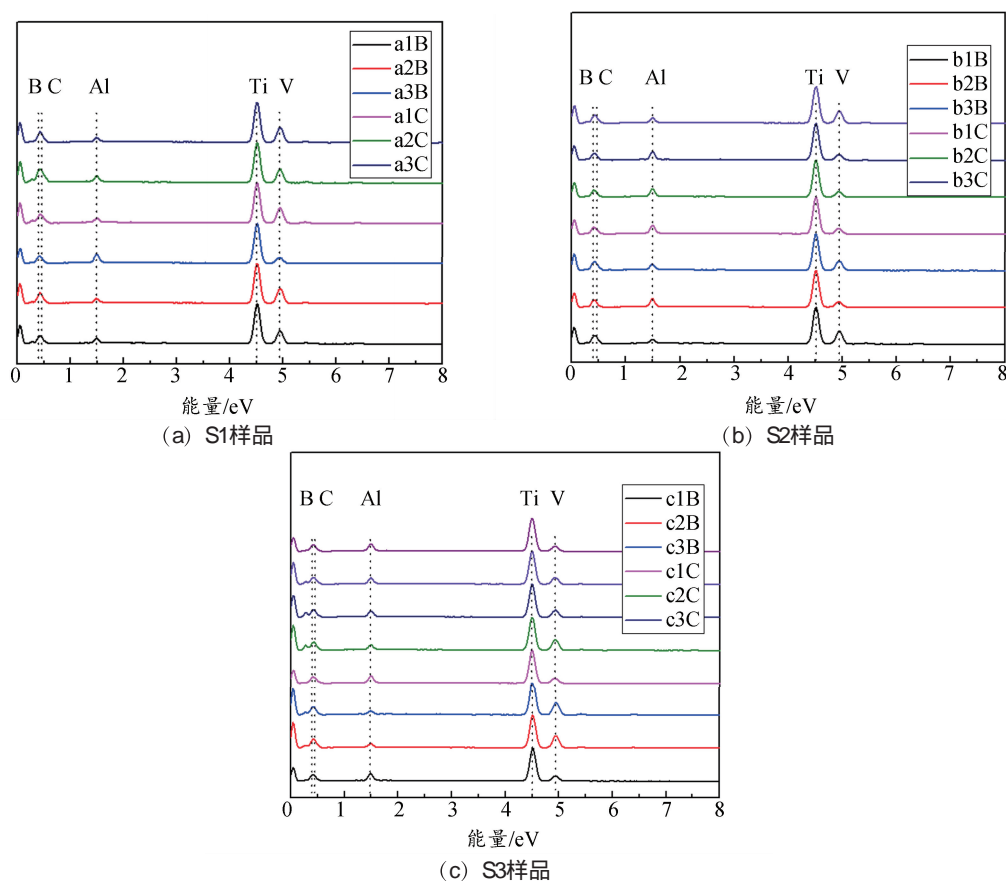 B C Al Ti V
a1B
a2B
a3B
a1C
a2C
a3C
0 1 2 3 4 5 6 7 8
能量/eV
(a) S1样品
B C Al Ti V
b1B
b2B
b3B
b1C
b2C
b3C
0 1 2 3 4 5 6 7 8
能量/eV
(b) S2样品
B C Al Ti V
c1B
c2B
c3B
c1C
c2C
c3C
0 1 2 3 4 5 6 7 8
能量/eV
(c) S3样品